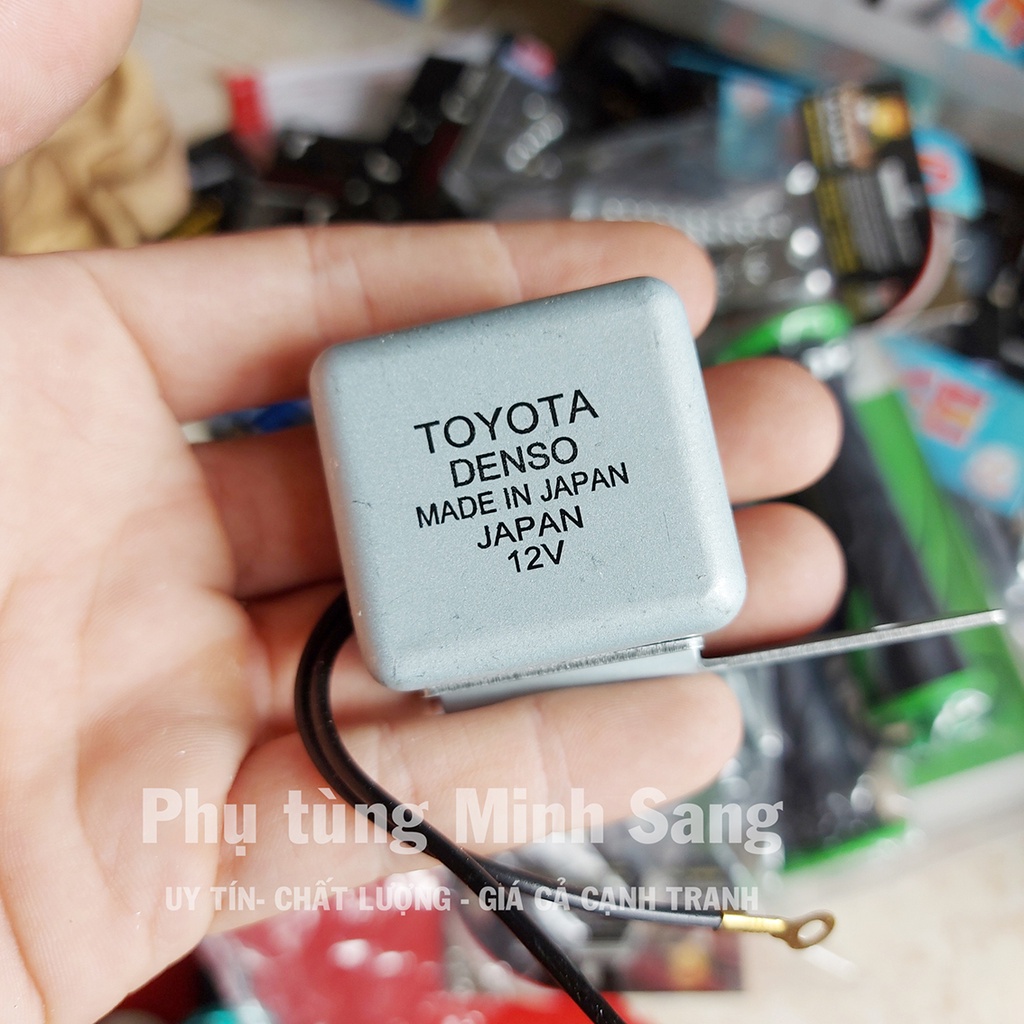 TOYOTA
DENSO
MADE IN JAPAN
JAPAN
12V
Phụ tùng Minh Sang
UY TÍN- CHẤT LƯỢNG - GIÁ CẢ CẠNH TRANH